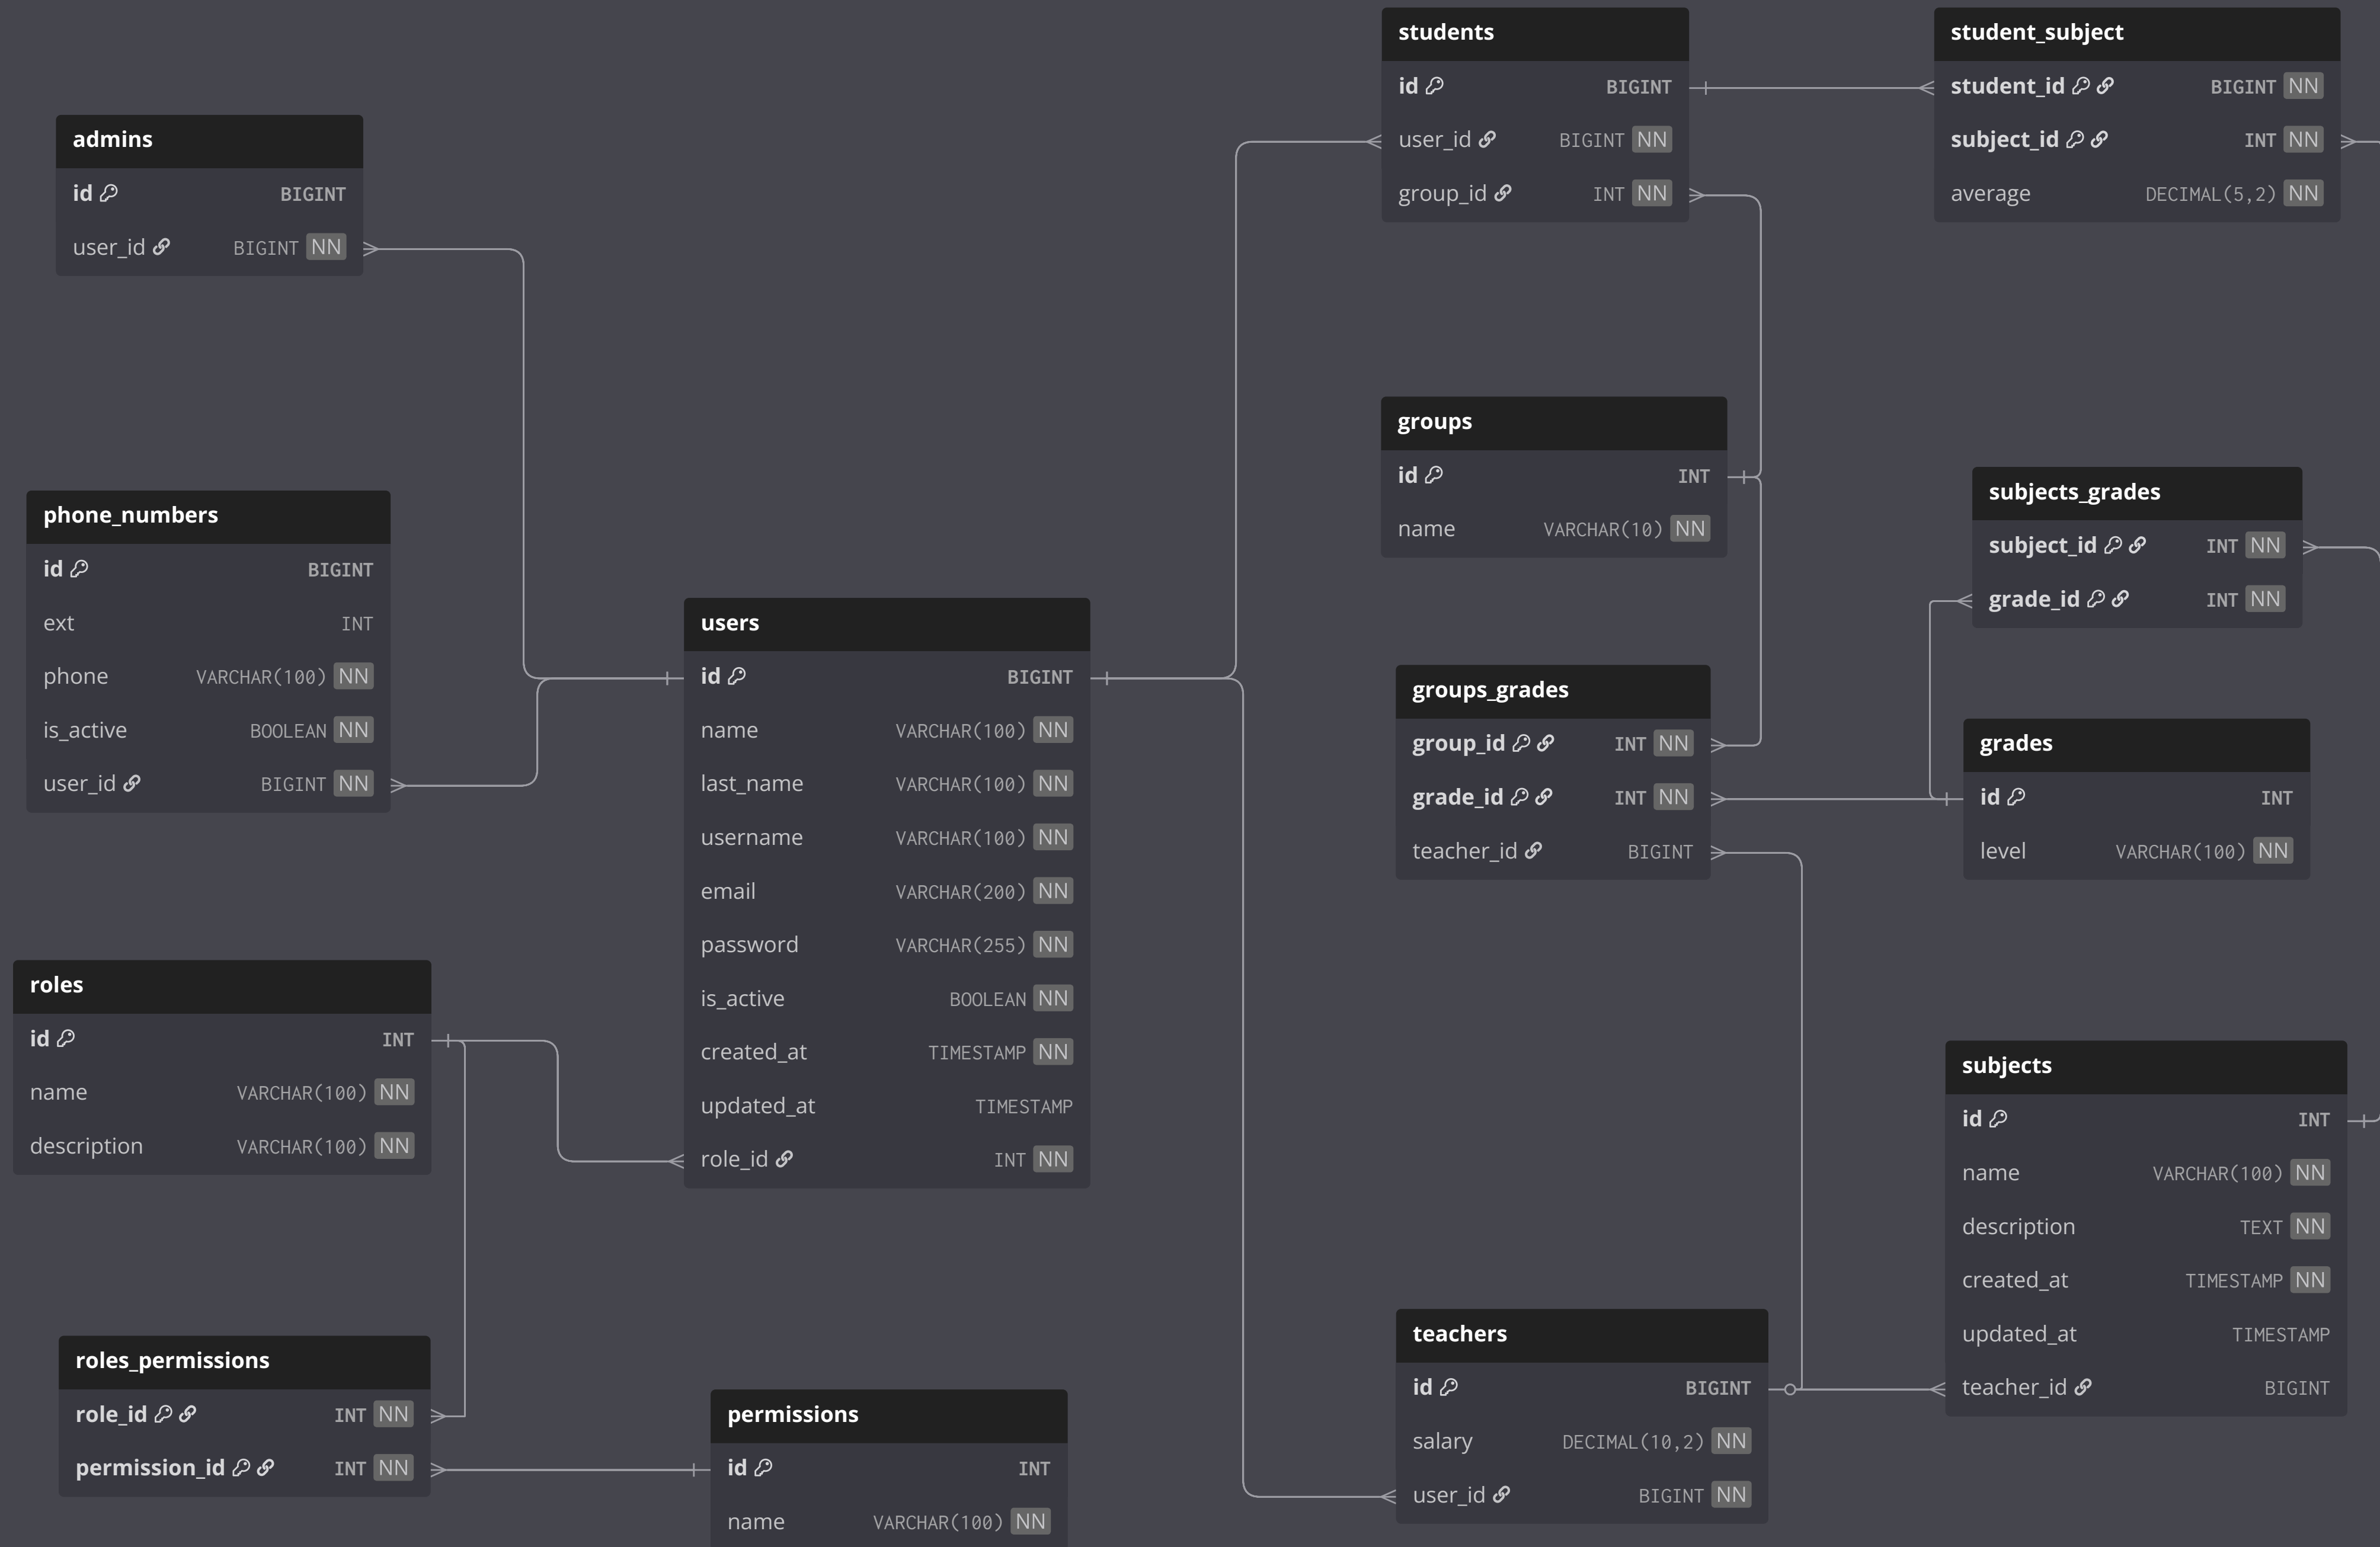 admins
id BIGINT
user_id BIGINT NN
phone_numbers
id BIGINT
ext INT
phone VARCHAR(100) NN
is_active BOOLEAN NN
user_id BIGINT NN
roles
id INT
name VARCHAR(100) NN
description VARCHAR(100) NN
roles_permissions
role_id INT NN
permission_id INT NN
users
id BIGINT
name VARCHAR(100) NN
last_name VARCHAR(100) NN
username VARCHAR(100) NN
email VARCHAR(200) NN
password VARCHAR(255) NN
is_active BOOLEAN NN
created_at TIMESTAMP NN
updated_at TIMESTAMP
role_id INT NN
permissions
id INT
name VARCHAR(100) NN
students
id BIGINT
user_id BIGINT NN
group_id INT NN
groups
id INT
name VARCHAR(10) NN
groups_grades
group_id INT NN
grade_id INT NN
teacher_id BIGINT
teachers
id BIGINT
salary DECIMAL(10,2) NN
user_id BIGINT NN
student_subject
student_id BIGINT NN
subject_id INT NN
average DECIMAL(5,2) NN
subjects_grades
subject_id INT NN
grade_id INT NN
grades
id INT
level VARCHAR(100) NN
subjects
id INT
name VARCHAR(100) NN
description TEXT NN
created_at TIMESTAMP NN
updated_at TIMESTAMP
teacher_id BIGINT